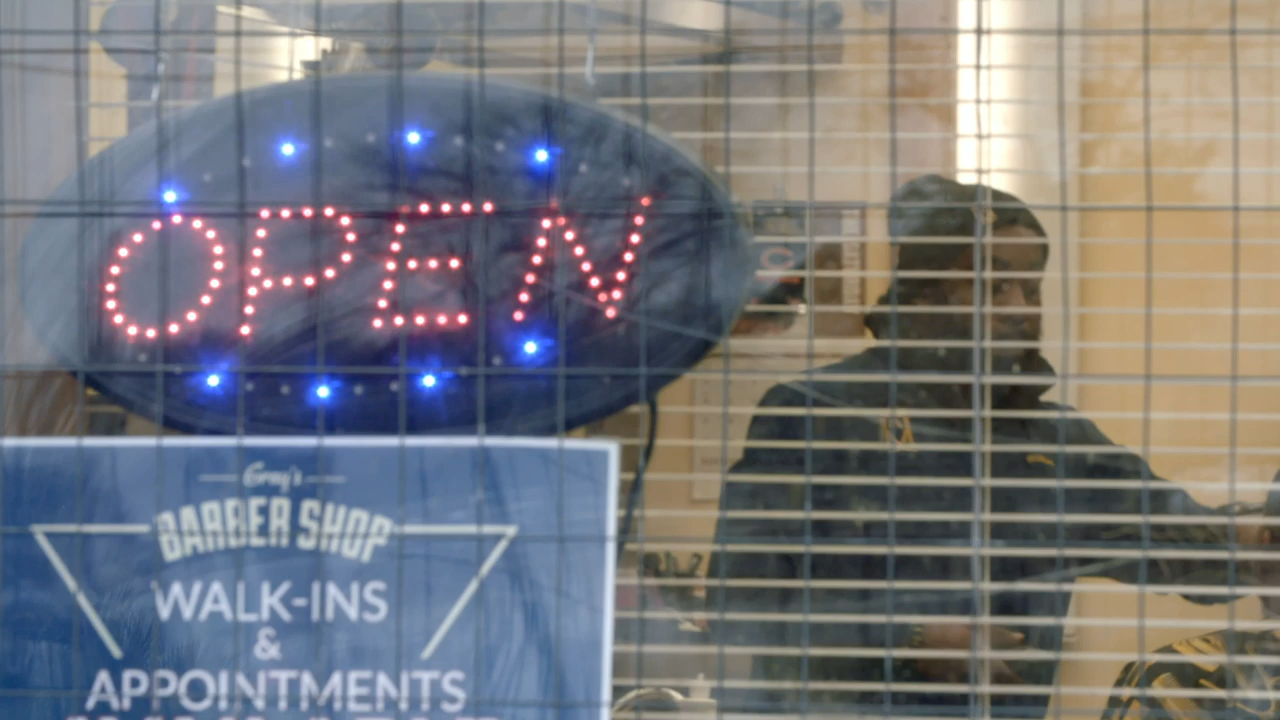 OPEN
Gray's
BARBER SHOP
WALK-INS
&
APPOINTMENTS